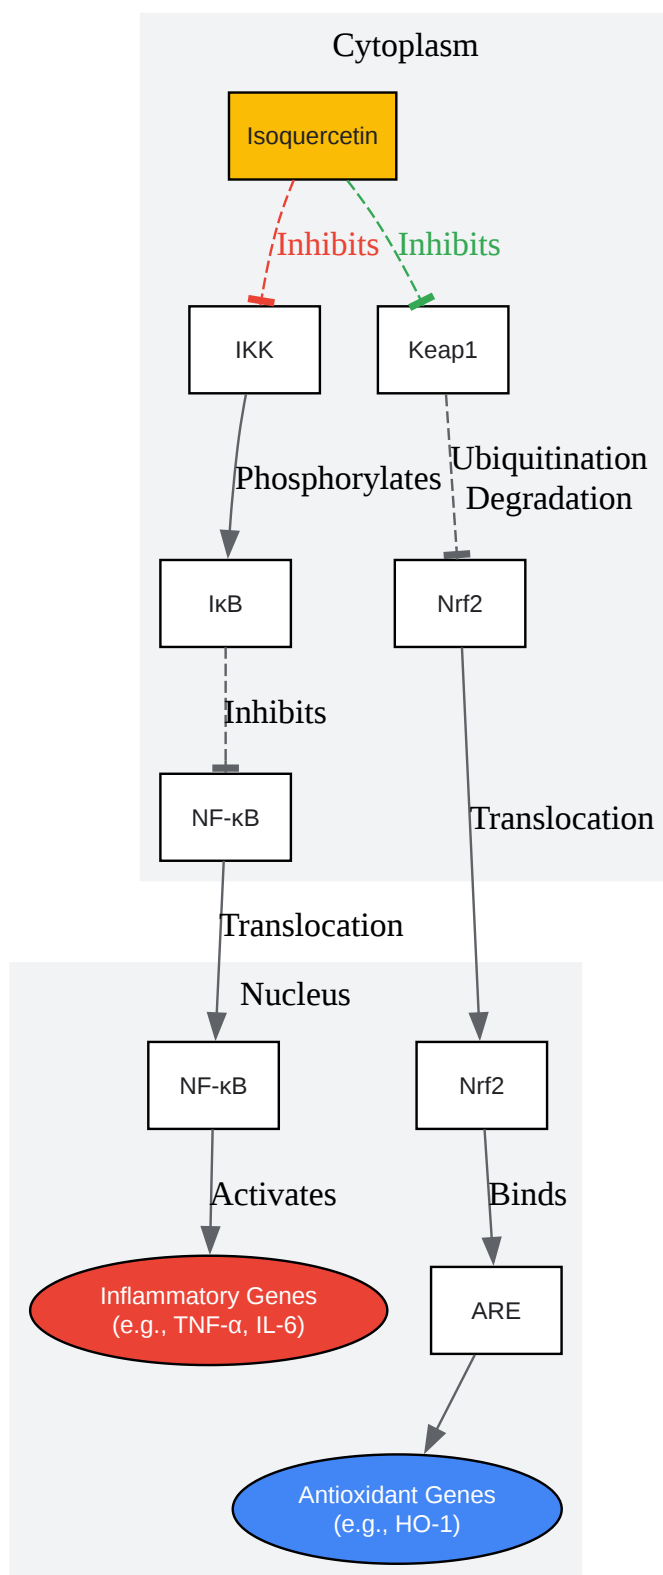 Cytoplasm
Isoquercetin
Inhibits
Inhibits
IKK
Keap1
Phosphorylates
Ubiquitination
Degradation
IκB
Nrf2
Inhibits
NF-κB
Translocation
Translocation
Nucleus
NF-κB
Nrf2
Activates
Binds
Inflammatory Genes
(e.g., TNF-α, IL-6)
ARE
Antioxidant Genes
(e.g., HO-1)